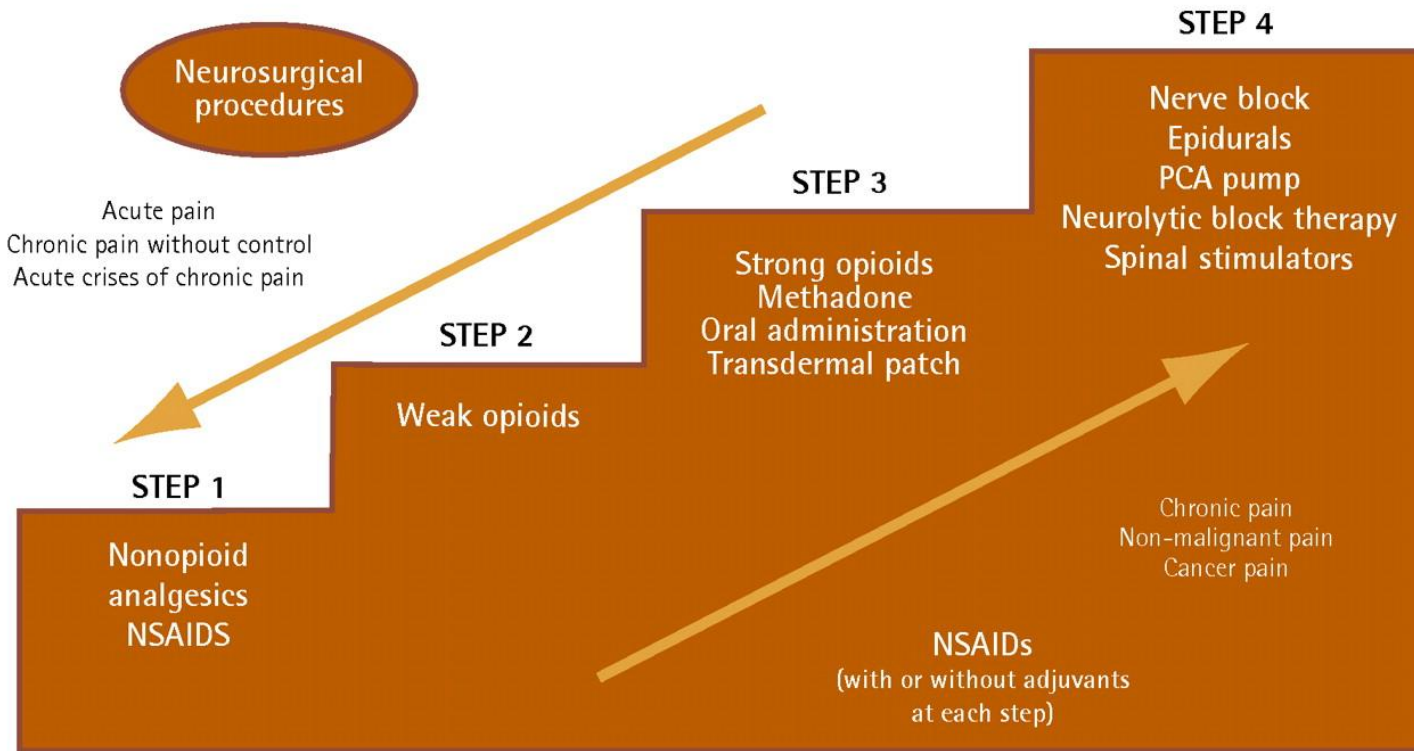 Neurosurgical
procedures
Acute pain
Chronic pain without control
Acute crises of chronic pain
STEP 1
Nonopioid
analgesics
NSAIDS
STEP 2
Weak opioids
STEP 3
Strong opioids
Methadone
Oral administration
Transdermal patch
STEP 4
Nerve block
Epidurals
PCA pump
Neurolytic block therapy
Spinal stimulators
Chronic pain
Non-malignant pain
Cancer pain
NSAIDs
(with or without adjuvants
at each step)